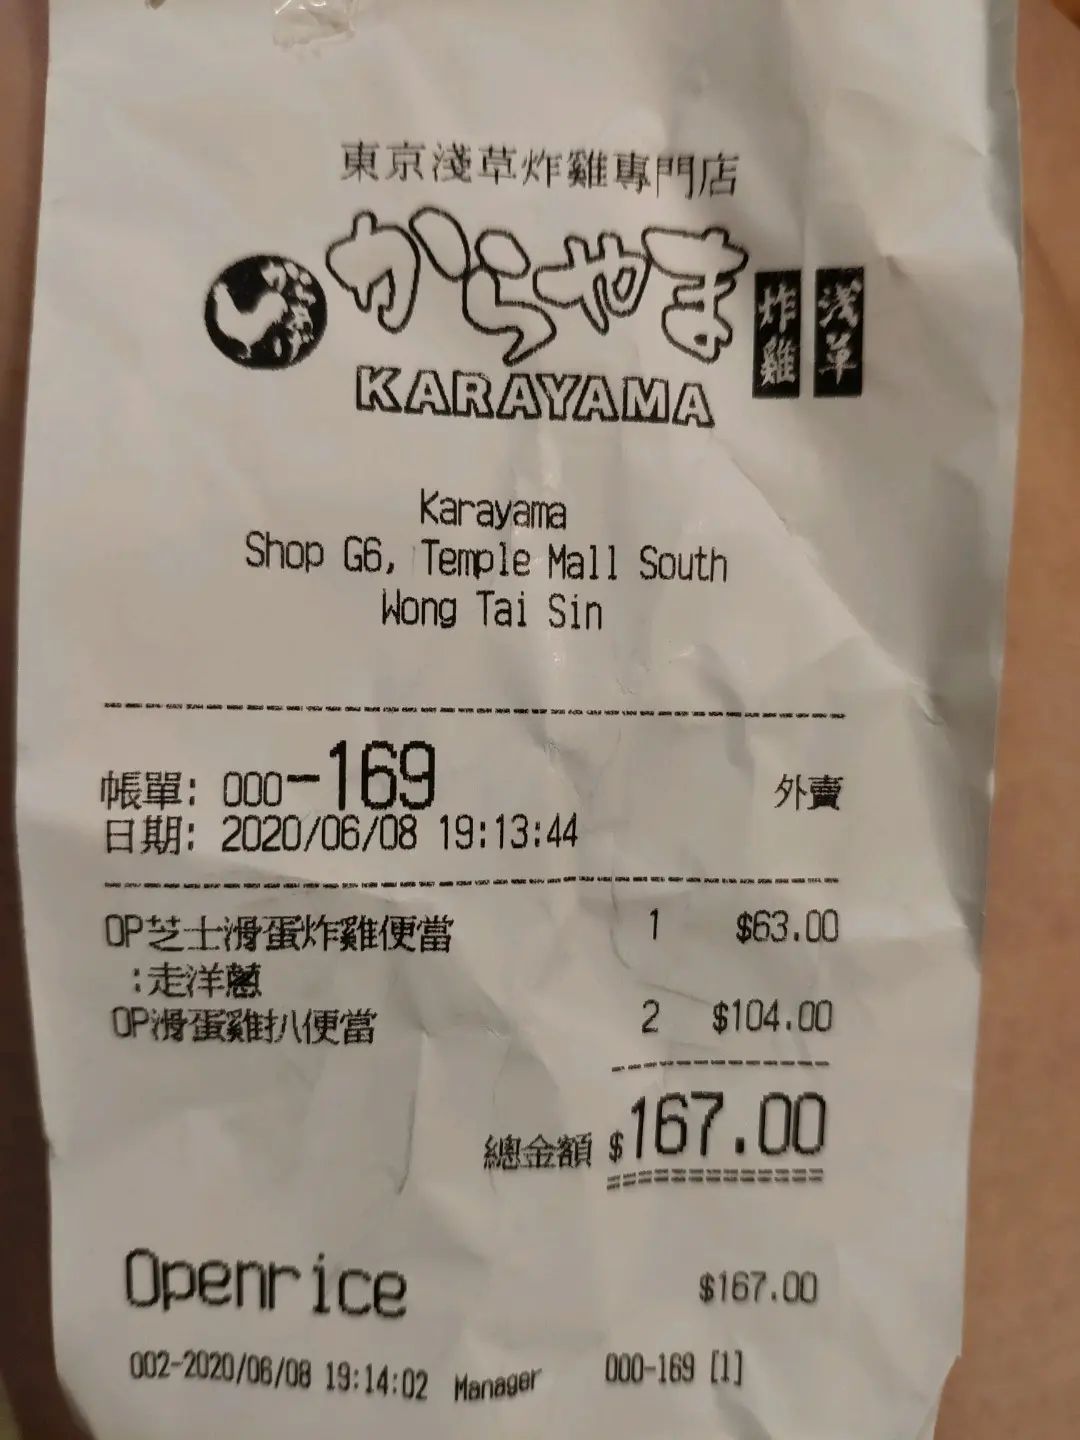 東京淺草炸雞專門店
からやま
炸雞 浅草
KARAYAMA
Karayama
Shop G6, Temple Mall South
Wong Tai Sin
帳單: 000-169 外賣
日期: 2020/06/08 19:13:44
OP芝士滑蛋炸雞便當 1 $63.00
:走洋蔥
OP滑蛋雞扒便當 2 $104.00
總金額 $167.00
Openrice $167.00
002-2020/06/08 19:14:02 Manager 000-169 [1]